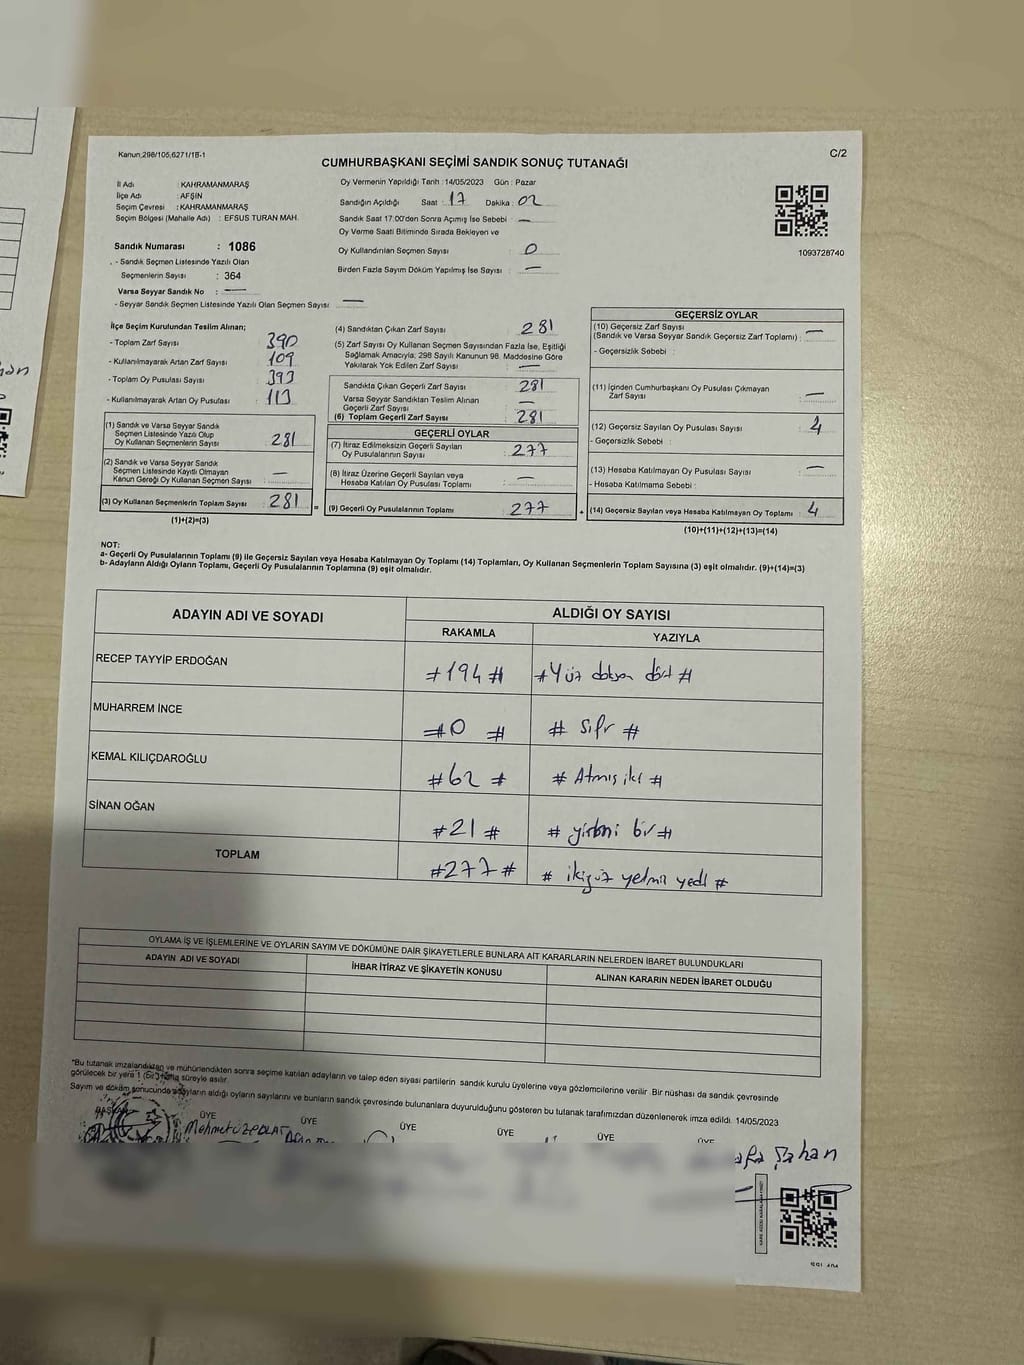 Kanun;298/105,6271/18-1
C/2
CUMHURBAŞKANI SEÇİMİ SANDIK SONUÇ TUTANAĞI
İl Adı : KAHRAMANMARAŞ
İlçe Adı : AFŞİN
Seçim Çevresi : KAHRAMANMARAŞ
Seçim Bölgesi (Mahalle Adı) : EFSUS TURAN MAH.
Sandık Numarası : 1086
- Sandık Seçmen Listesinde Yazılı Olan
Seçmenlerin Sayısı : 364
Varsa Seyyar Sandık No : —
- Seyyar Sandık Seçmen Listesinde Yazılı Olan Seçmen Sayısı : —
Oy Vermenin Yapıldığı Tarih : 14/05/2023 Gün : Pazar
Sandığın Açıldığı Saat : 17 Dakika : 02
Sandık Saat 17:00'den Sonra Açımış İse Sebebi : —
Oy Verme Saati Bitiminde Sırada Bekleyen ve
Oy Kullandırılan Seçmen Sayısı : 0
Birden Fazla Sayım Döküm Yapılmış İse Sayısı : —
1093728740
İlçe Seçim Kurulundan Teslim Alınan;
- Toplam Zarf Sayısı : 390
- Kullanılmayarak Artan Zarf Sayısı : 109
- Toplam Oy Pusulası Sayısı : 393
- Kullanılmayarak Artan Oy Pusulası : 113
(1) Sandık ve Varsa Seyyar Sandık
Seçmen Listesinde Yazılı Olup
Oy Kullanan Seçmenlerin Sayısı : 281
(2) Sandık ve Varsa Seyyar Sandık
Seçmen Listesinde Kayıtlı Olmayan
Kanun Gereği Oy Kullanan Seçmen Sayısı : —
(3) Oy Kullanan Seçmenlerin Toplam Sayısı : 281
(1)+(2)=(3)
(4) Sandıktan Çıkan Zarf Sayısı : 281
(5) Zarf Sayısı Oy Kullanan Seçmen Sayısından Fazla İse, Eşitliği
Sağlamak Amacıyla; 298 Sayılı Kanunun 98. Maddesine Göre
Yakılarak Yok Edilen Zarf Sayısı : —
Sandıkta Çıkan Geçerli Zarf Sayısı : 281
Varsa Seyyar Sandıktan Teslim Alınan
Geçerli Zarf Sayısı : —
(6) Toplam Geçerli Zarf Sayısı : 281
GEÇERLİ OYLAR
(7) İtiraz Edilmeksizin Geçerli Sayılan
Oy Pusulalarının Sayısı : 277
(8) İtiraz Üzerine Geçerli Sayılan veya
Hesaba Katılan Oy Pusulası Toplamı : —
(9) Geçerli Oy Pusulalarının Toplamı : 277
GEÇERSİZ OYLAR
(10) Geçersiz Zarf Sayısı
(Sandık ve Varsa Seyyar Sandık Geçersiz Zarf Toplamı) : —
- Geçersizlik Sebebi :
(11) İçinden Cumhurbaşkanı Oy Pusulası Çıkmayan
Zarf Sayısı : —
(12) Geçersiz Sayılan Oy Pusulası Sayısı : 4
- Geçersizlik Sebebi :
(13) Hesaba Katılmayan Oy Pusulası Sayısı : —
- Hesaba Katılmama Sebebi :
(14) Geçersiz Sayılan veya Hesaba Katılmayan Oy Toplamı : 4
(10)+(11)+(12)+(13)=(14)
NOT:
a- Geçerli Oy Pusulalarının Toplamı (9) ile Geçersiz Sayılan veya Hesaba Katılmayan Oy Toplamı (14) Toplamları, Oy Kullanan Seçmenlerin Toplam Sayısına (3) eşit olmalıdır. (9)+(14)=(3)
b- Adayların Aldığı Oyların Toplamı, Geçerli Oy Pusulalarının Toplamına (9) eşit olmalıdır.
ADAYIN ADI VE SOYADI
ALDIĞI OY SAYISI
RAKAMLA YAZIYLA
RECEP TAYYİP ERDOĞAN #194# #Yüz doksan dört#
MUHARREM İNCE #0 # # Sıfır #
KEMAL KILIÇDAROĞLU #62 # # Atmış iki #
SİNAN OĞAN #21 # # yirmi bir #
TOPLAM #277# # ikiyüz yetmiş yedi #
OYLAMA İŞ VE İŞLEMLERİNE VE OYLARIN SAYIM VE DÖKÜMÜNE DAİR ŞİKAYETLERLE BUNLARA AİT KARARLARIN NELERDEN İBARET BULUNDUKLARI
ADAYIN ADI VE SOYADI İHBAR İTİRAZ VE ŞİKAYETİN KONUSU ALINAN KARARIN NEDEN İBARET OLDUĞU
*Bu tutanak imzalandıktan ve mühürlendikten sonra seçime katılan adayların ve talep eden siyasi partilerin sandık kurulu üyelerine veya gözlemcilerine verilir. Bir nüshası da sandık çevresinde
görülecek bir yere 1 (bir) hafta süreyle asılır.
Sayım ve döküm sonucunda adayların aldığı oyların sayılarını ve bunların sandık çevresinde bulunanlara duyurulduğunu gösteren bu tutanak tarafımızdan düzenlenerek imza edildi. 14/05/2023
BAŞKAN ÜYE ÜYE ÜYE ÜYE ÜYE ÜYE
Şahan